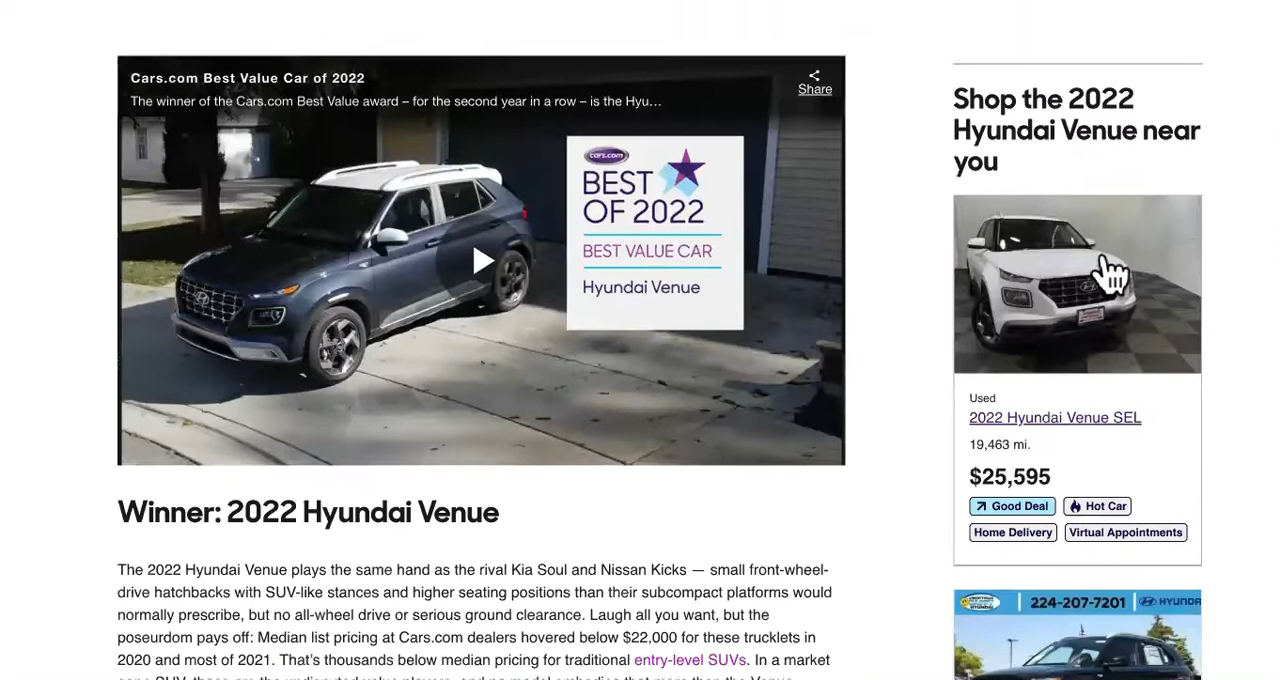 Cars.com Best Value Car of 2022
The winner of the Cars.com Best Value award – for the second year in a row – is the Hyu...
Share
cars.com
BEST
OF 2022
BEST VALUE CAR
Hyundai Venue
Winner: 2022 Hyundai Venue
The 2022 Hyundai Venue plays the same hand as the rival Kia Soul and Nissan Kicks — small front-wheel-
drive hatchbacks with SUV-like stances and higher seating positions than their subcompact platforms would
normally prescribe, but no all-wheel drive or serious ground clearance. Laugh all you want, but the
poseurdom pays off: Median list pricing at Cars.com dealers hovered below $22,000 for these trucklets in
2020 and most of 2021. That's thousands below median pricing for traditional entry-level SUVs. In a market
Shop the 2022
Hyundai Venue near
you
Used
2022 Hyundai Venue SEL
19,463 mi.
$25,595
Good Deal
Hot Car
Home Delivery
Virtual Appointments
224-207-7201